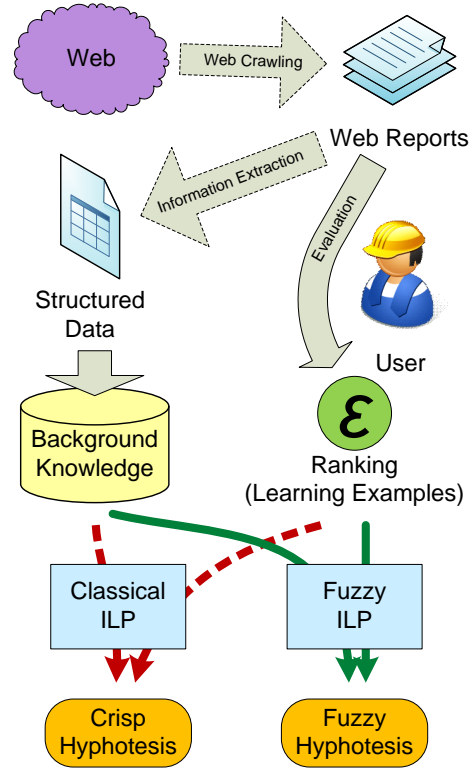 Web
Web Crawling
Web Reports
Information Extraction
Evaluation
Structured
Data
User
Background
Knowledge
ε
Ranking
(Learning Examples)
Classical
ILP
Fuzzy
ILP
Crisp
Hyphotesis
Fuzzy
Hyphotesis